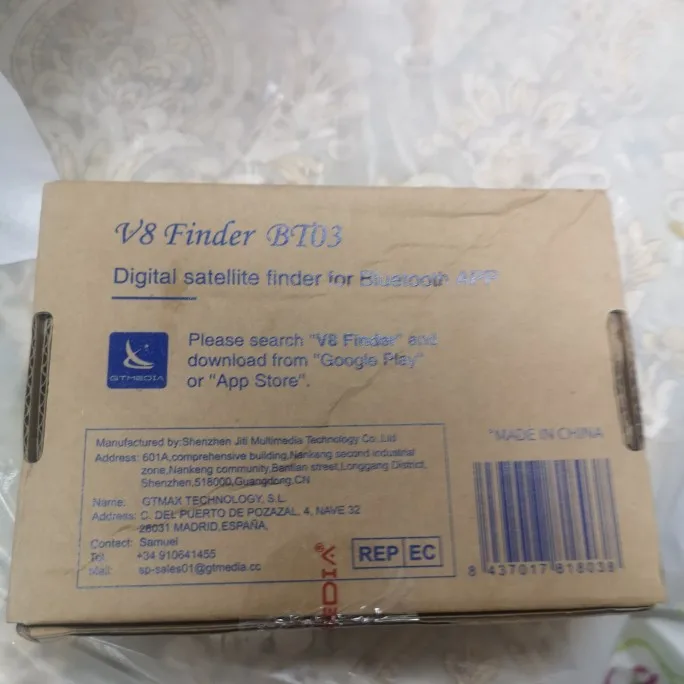 V8 Finder BT03
Digital satellite finder for Bluetooth APP
GTMEDIA
Please search "V8 Finder" and
download from "Google Play"
or "App Store".
Manufactured by:Shenzhen Jiti Multimedia Technology Co.,Ltd
Address: 601A,comprehensive building,Nankeng second industrial
zone,Nankeng community,Bantian street,Longgang District,
Shenzhen,518000,Guangdong,CN
Name: GTMAX TECHNOLOGY, S.L.
Address: C. DEL PUERTO DE POZAZAL, 4, NAVE 32
28031 MADRID,ESPAÑA,
Contact: Samuel
Tel: +34 910641455
Mail: sp-sales01@gtmedia.cc
REP EC
EDIA®
*MADE IN CHINA
8 437017 818038